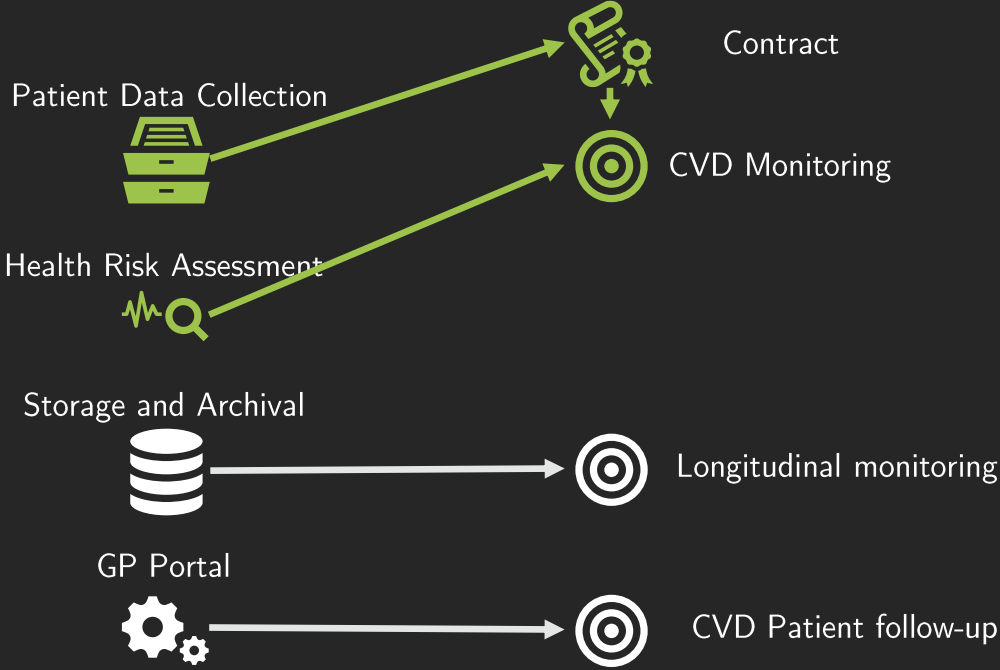 Contract
Patient Data Collection
CVD Monitoring
Health Risk Assessment
Storage and Archival
Longitudinal monitoring
GP Portal
CVD Patient follow-up